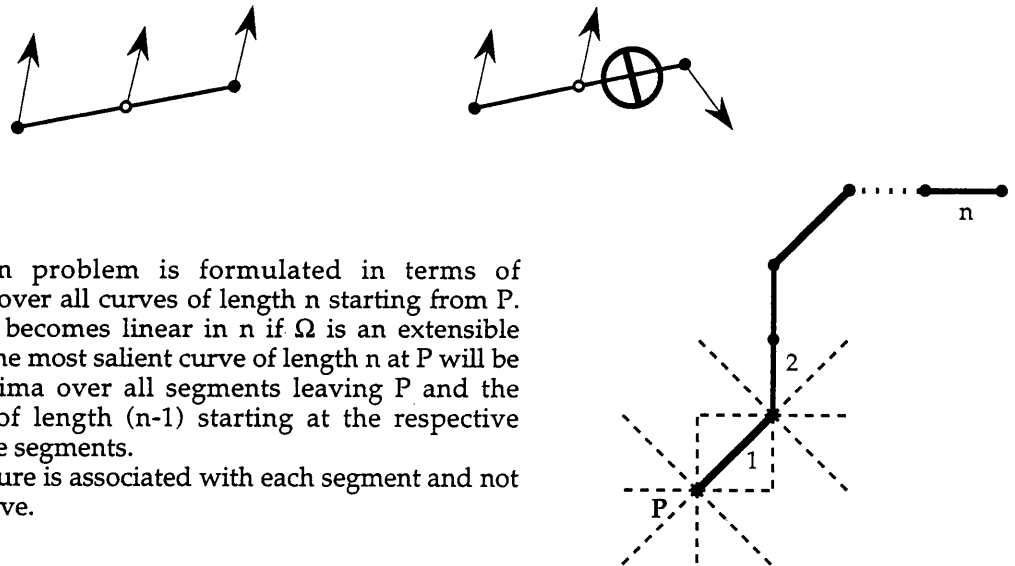 n problem is formulated in terms of
over all curves of length n starting from P.
becomes linear in n if Ω is an extensible
ne most salient curve of length n at P will be
ima over all segments leaving P and the
of length (n-1) starting at the respective
e segments.
ure is associated with each segment and not
ve.
n
2
1
P